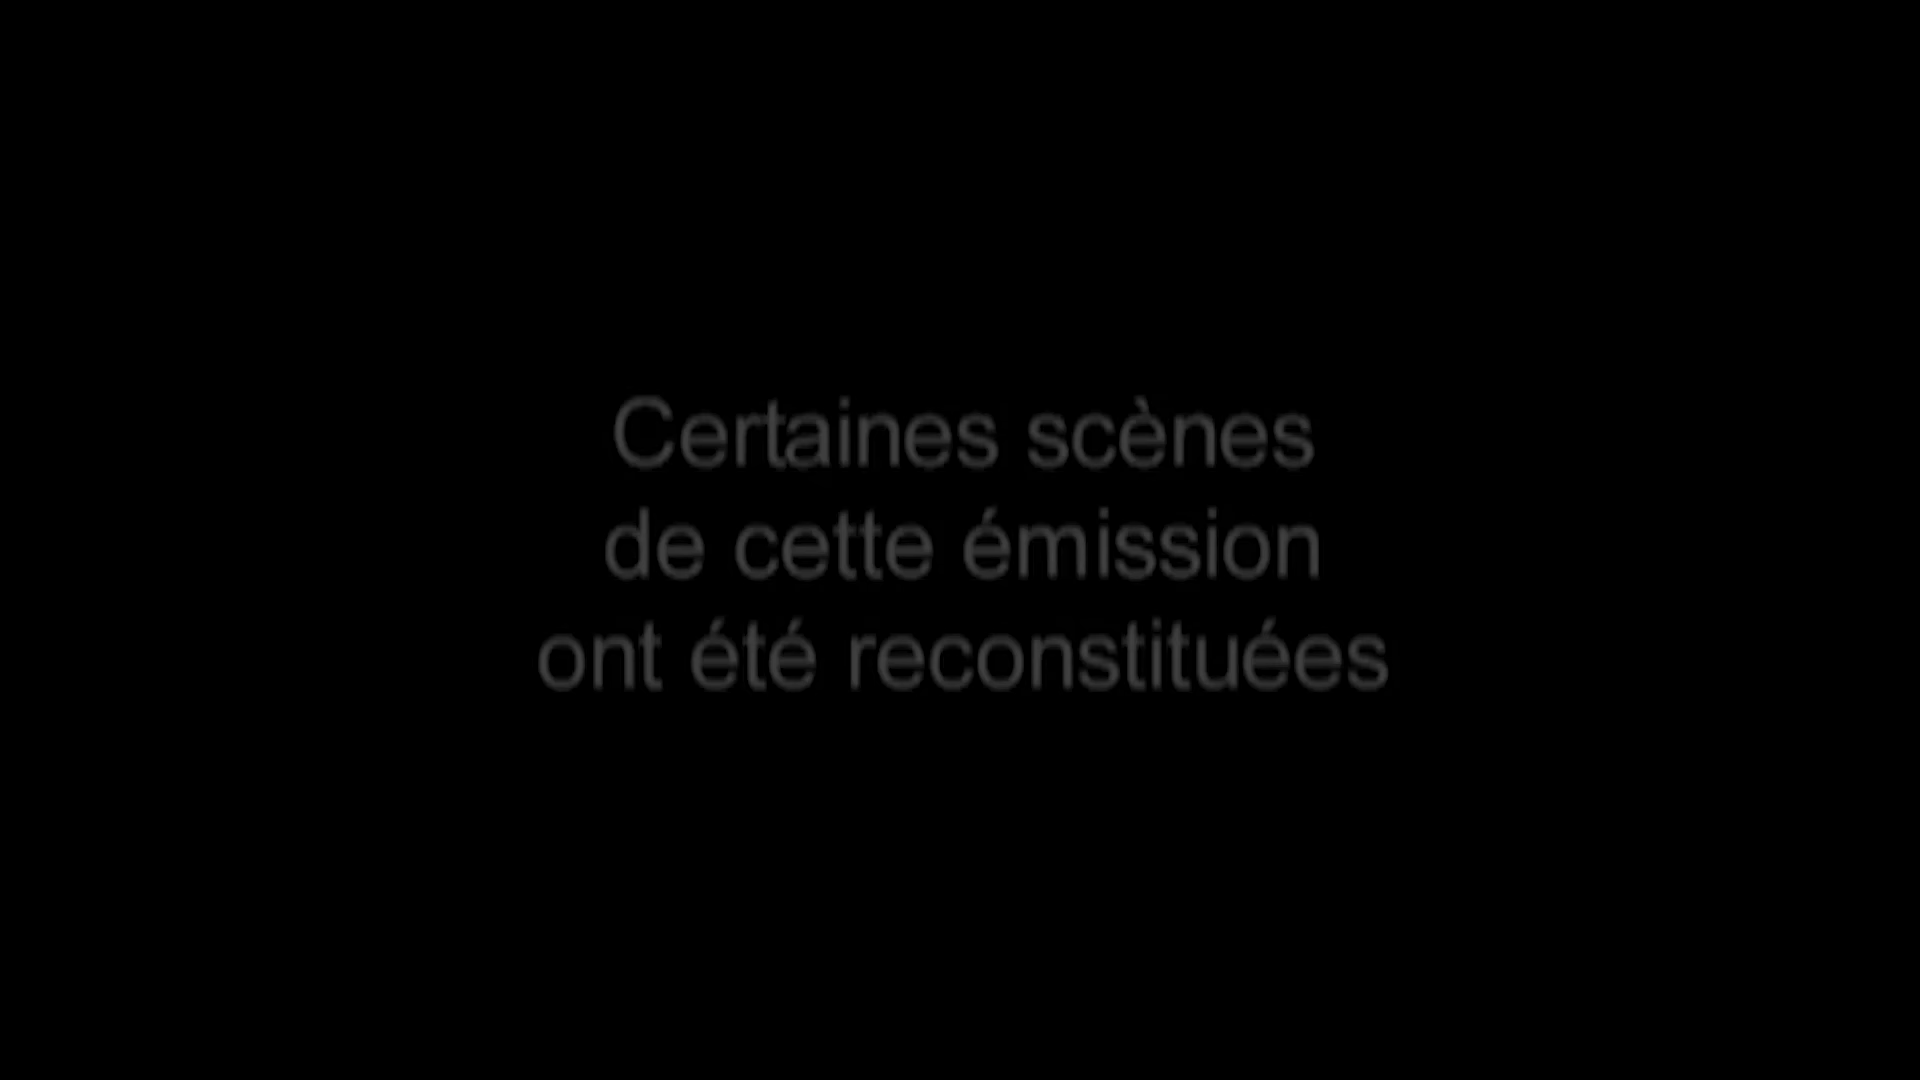 Certaines scènes
de cette émission
ont été reconstituées